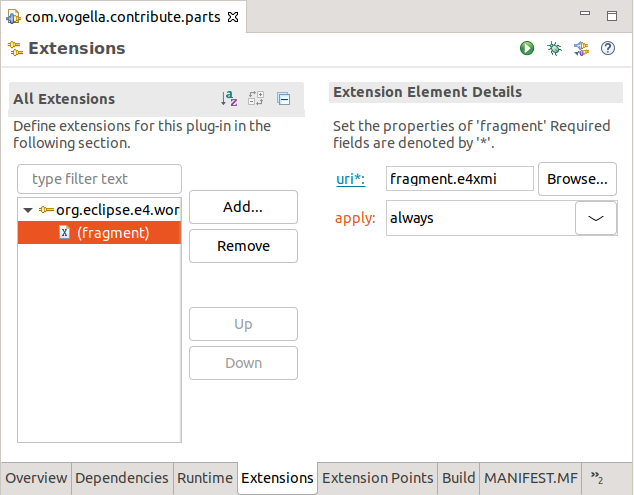 com.vogella.contribute.parts
Extensions
All Extensions
Define extensions for this plug-in in the
following section.
type filter text
org.eclipse.e4.wor
(fragment)
Add...
Remove
Up
Down
Extension Element Details
Set the properties of 'fragment' Required
fields are denoted by '*'.
uri*: fragment.e4xmi Browse...
apply: always
Overview Dependencies Runtime Extensions Extension Points Build MANIFEST.MF »2